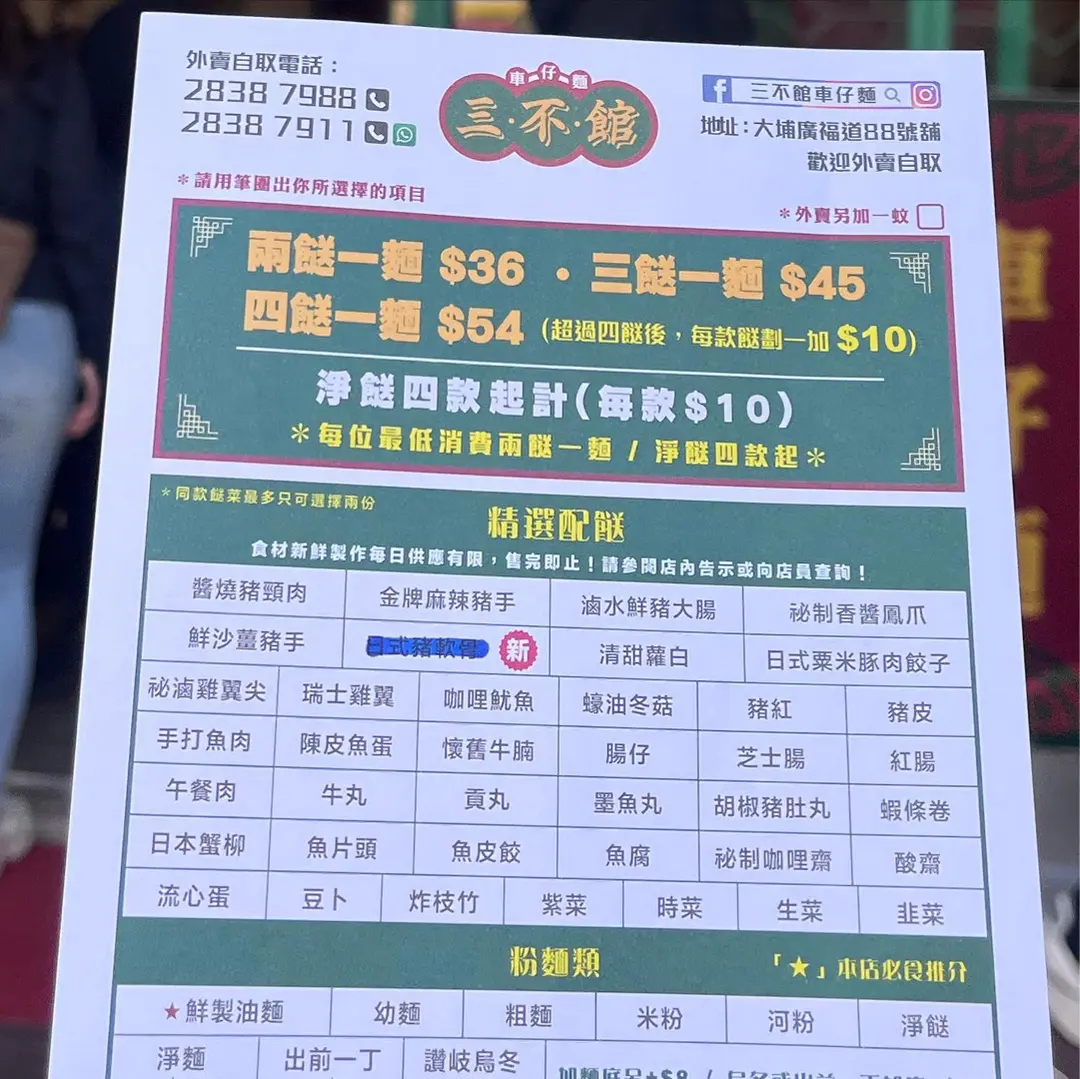 外賣自取電話：
2838 7988
2838 7911
車仔麵
三·不·館
三不館車仔麵
地址：大埔廣福道88號舖
歡迎外賣自取
*請用筆圈出你所選擇的項目
*外賣另加一蚊
兩餸一麵 $36 · 三餸一麵 $45
四餸一麵 $54 (超過四餸後，每款餸劃一加 $10)
淨餸四款起計(每款$10)
*每位最低消費兩餸一麵 / 淨餸四款起*
*同款餸菜最多只可選擇兩份
精選配餸
食材新鮮製作每日供應有限，售完即止！請參閱店內告示或向店員查詢！
醬燒豬頸肉 金牌麻辣豬手 滷水鮮豬大腸 祕制香醬鳳爪
鮮沙薑豬手 日式豬軟骨 新 清甜蘿白 日式粟米豚肉餃子
祕滷雞翼尖 瑞士雞翼 咖哩魷魚 蠔油冬菇 豬紅 豬皮
手打魚肉 陳皮魚蛋 懷舊牛腩 腸仔 芝士腸 紅腸
午餐肉 牛丸 貢丸 墨魚丸 胡椒豬肚丸 蝦條卷
日本蟹柳 魚片頭 魚皮餃 魚腐 祕制咖哩齋 酸齋
流心蛋 豆卜 炸枝竹 紫菜 時菜 生菜 韭菜
粉麵類
「★」本店必食推介
★鮮製油麵 幼麵 粗麵 米粉 河粉 淨餸
淨麵 出前一丁 讚岐烏冬